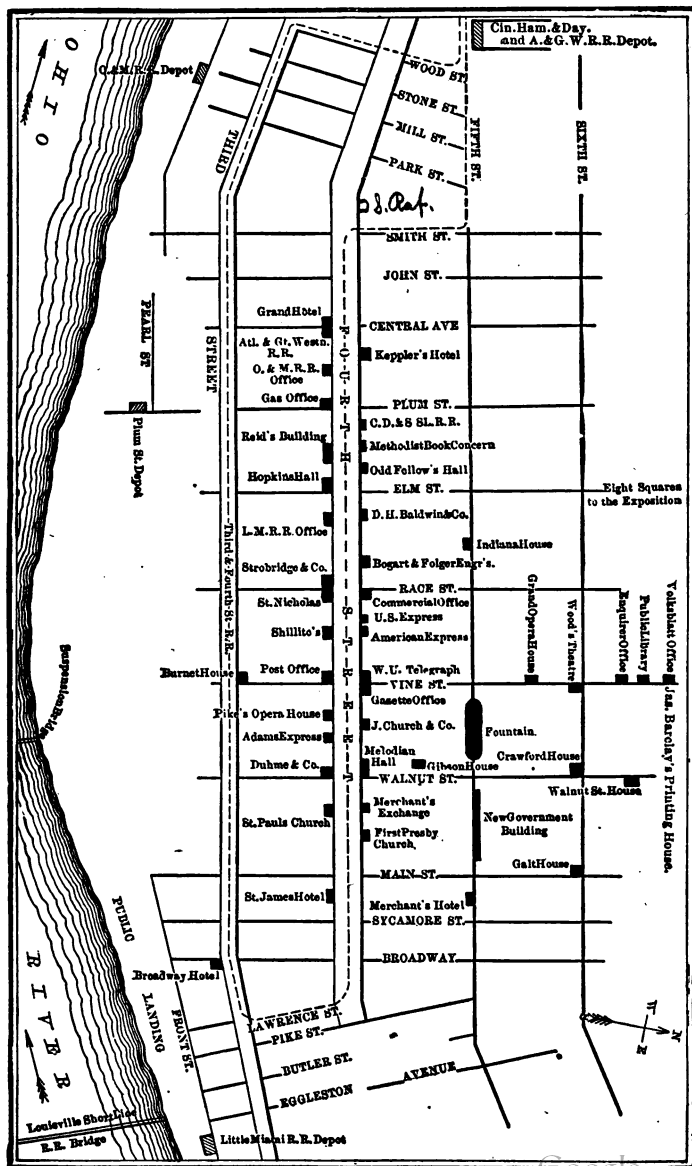 Cin. Ham. & Day.
and A. & G. W. R. R. Depot.
OHIO
O. & M. R. R. Depot
WOOD ST.
STONE ST.
MILL ST.
PARK ST.
THIRD
FIFTH ST.
SIXTH ST.
SMITH ST.
JOHN ST.
PEARL ST
STREET
Grand Hotel
CENTRAL AVE
Atl. & Gt. Westn.
R. R.
Keppler's Hotel
O. & M. R. R.
Office
Gas Office
PLUM ST.
Plum St. Depot
C. D. & S SL. R. R.
FOURTH
Reid's Building
Methodist Book Concern
Odd Fellow's Hall
Hopkins Hall
ELM ST.
Eight Squares
to the Exposition
D. H. Baldwin & Co.
L. M. R. R. Office
Third & Fourth St. R. R.
Indiana House
Bogart & Folger Engr's.
Strobridge & Co.
RACE ST.
St. Nicholas
Commercial Office
U. S. Express
Shillito's
American Express
STREET
Grand Opera House
Wood's Theatre
Enquirer Office
Public Library
Volksblatt Office
Jas. Barclay's Printing House.
Suspension Bridge
Burnet House
Post Office
W. U. Telegraph
VINE ST.
Gazette Office
Pike's Opera House
J. Church & Co.
Fountain.
Adams Express
Melodian
Hall
Gibson House
Crawford House
Duhme & Co.
WALNUT ST.
Walnut St. House
Merchant's
Exchange
St. Pauls Church
New Government
Building
First Presby
Church.
Galt House
MAIN ST.
St. James Hotel
Merchant's Hotel
PUBLIC
LANDING
SYCAMORE ST.
BROADWAY
Broadway Hotel
RIVER
FRONT ST.
LAWRENCE ST.
PIKE ST.
BUTLER ST.
EGGLESTON AVENUE
W
N
E
Louisville Short Line
R. R. Bridge
Little Miami R. R. Depot